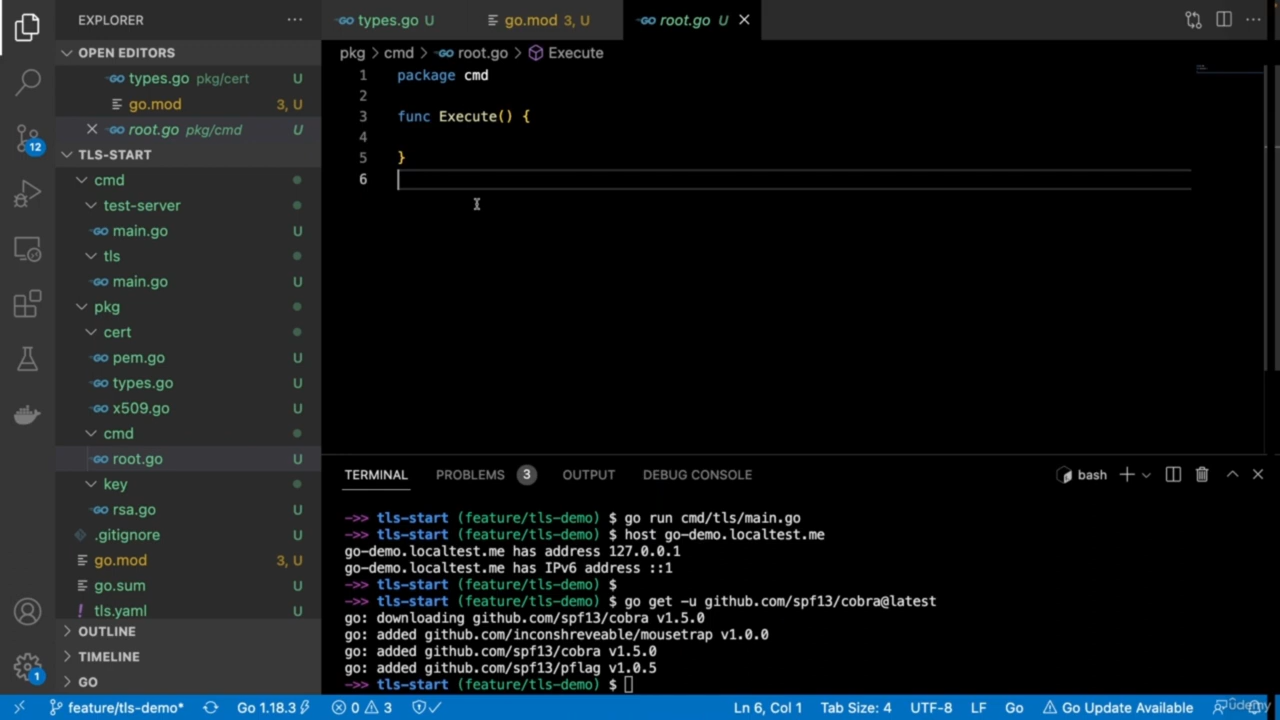 EXPLORER
OPEN EDITORS
types.go pkg/cert U
go.mod 3, U
root.go pkg/cmd U
TLS-START
cmd
test-server
main.go U
tls
main.go U
pkg
cert
pem.go U
types.go U
x509.go U
cmd
root.go U
key
rsa.go U
.gitignore U
go.mod 3, U
go.sum U
tls.yaml U
OUTLINE
TIMELINE
GO
12
1
types.go U go.mod 3, U root.go U
pkg > cmd > root.go > Execute
1 package cmd
2
3 func Execute() {
4
5 }
6
TERMINAL PROBLEMS 3 OUTPUT DEBUG CONSOLE bash
->> tls-start (feature/tls-demo) $ go run cmd/tls/main.go
->> tls-start (feature/tls-demo) $ host go-demo.localtest.me
go-demo.localtest.me has address 127.0.0.1
go-demo.localtest.me has IPv6 address ::1
->> tls-start (feature/tls-demo) $
->> tls-start (feature/tls-demo) $ go get -u github.com/spf13/cobra@latest
go: downloading github.com/spf13/cobra v1.5.0
go: added github.com/inconshreveable/mousetrap v1.0.0
go: added github.com/spf13/cobra v1.5.0
go: added github.com/spf13/pflag v1.0.5
->> tls-start (feature/tls-demo) $
feature/tls-demo* Go 1.18.3 0 3 Ln 6, Col 1 Tab Size: 4 UTF-8 LF Go Go Update Available
Udemy